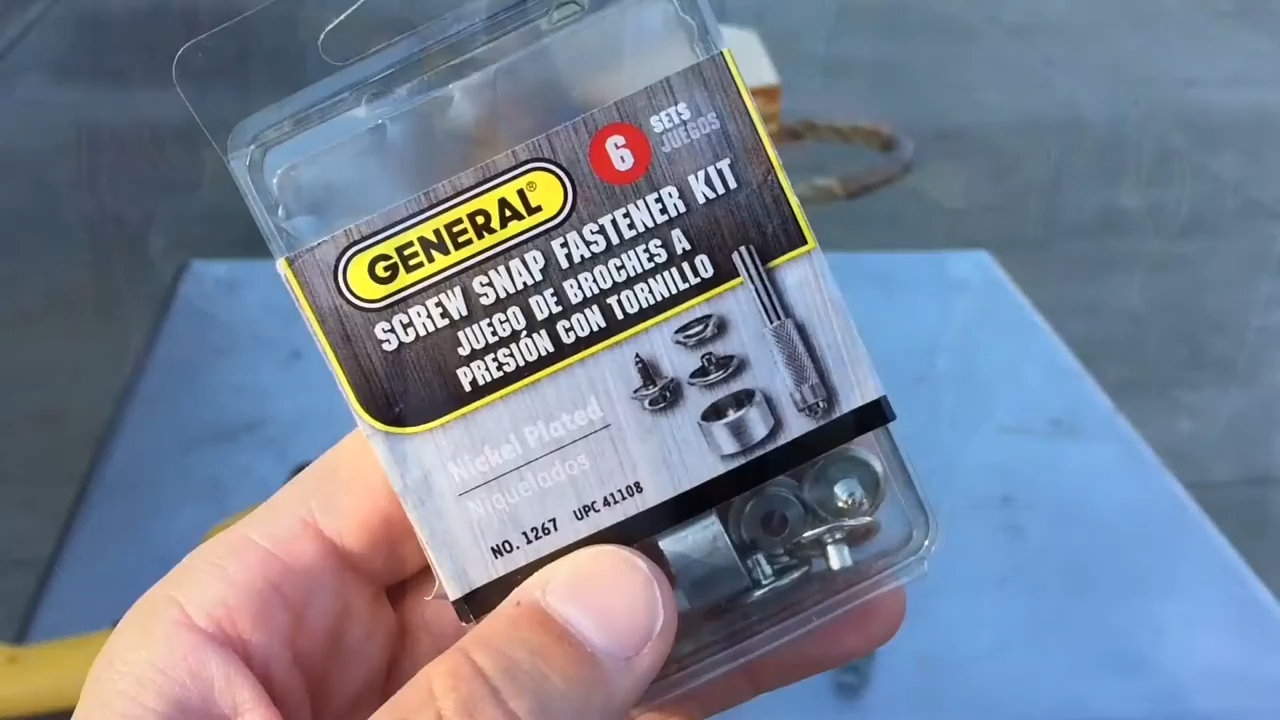 6
SETS
JUEGOS
GENERAL®
SCREW SNAP FASTENER KIT
JUEGO DE BROCHES A
PRESIÓN CON TORNILLO
Nickel Plated
Niquelados
NO. 1267 UPC 41108